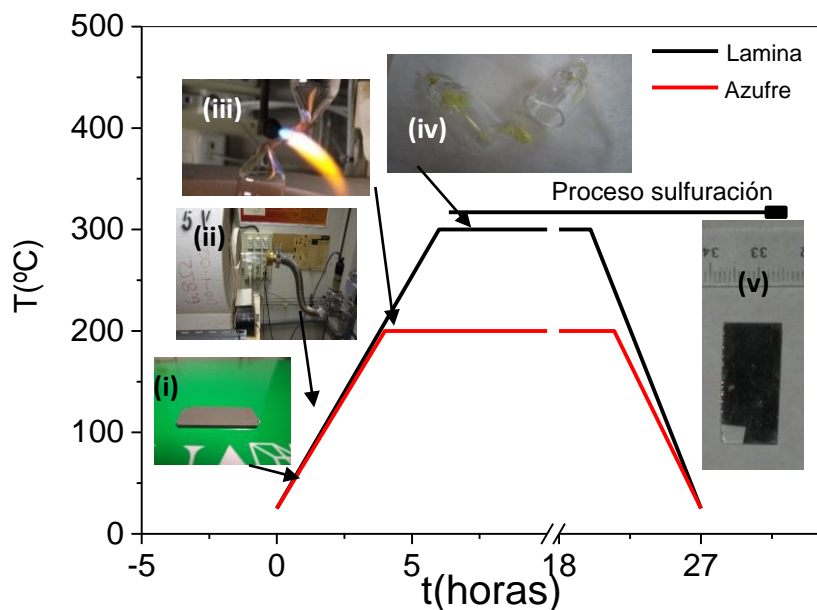 500
400
300
200
100
0
T(ºC)
Lamina
Azufre
(iii)
(iv)
Proceso sulfuración
5 V
(ii)
34 33
(v)
(i)
-5 0 5 18 27
t(horas)